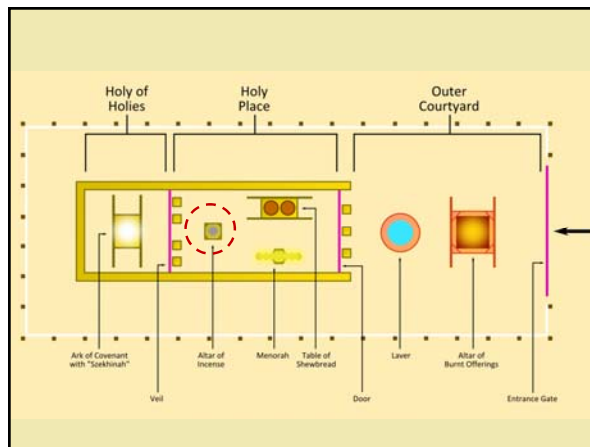 Holy of
Holies
Holy
Place
Outer
Courtyard
Ark of Covenant
with "Szekhinah"
Veil
Altar of
Incense
Menorah
Table of
Shewbread
Door
Laver
Altar of
Burnt Offerings
Entrance Gate